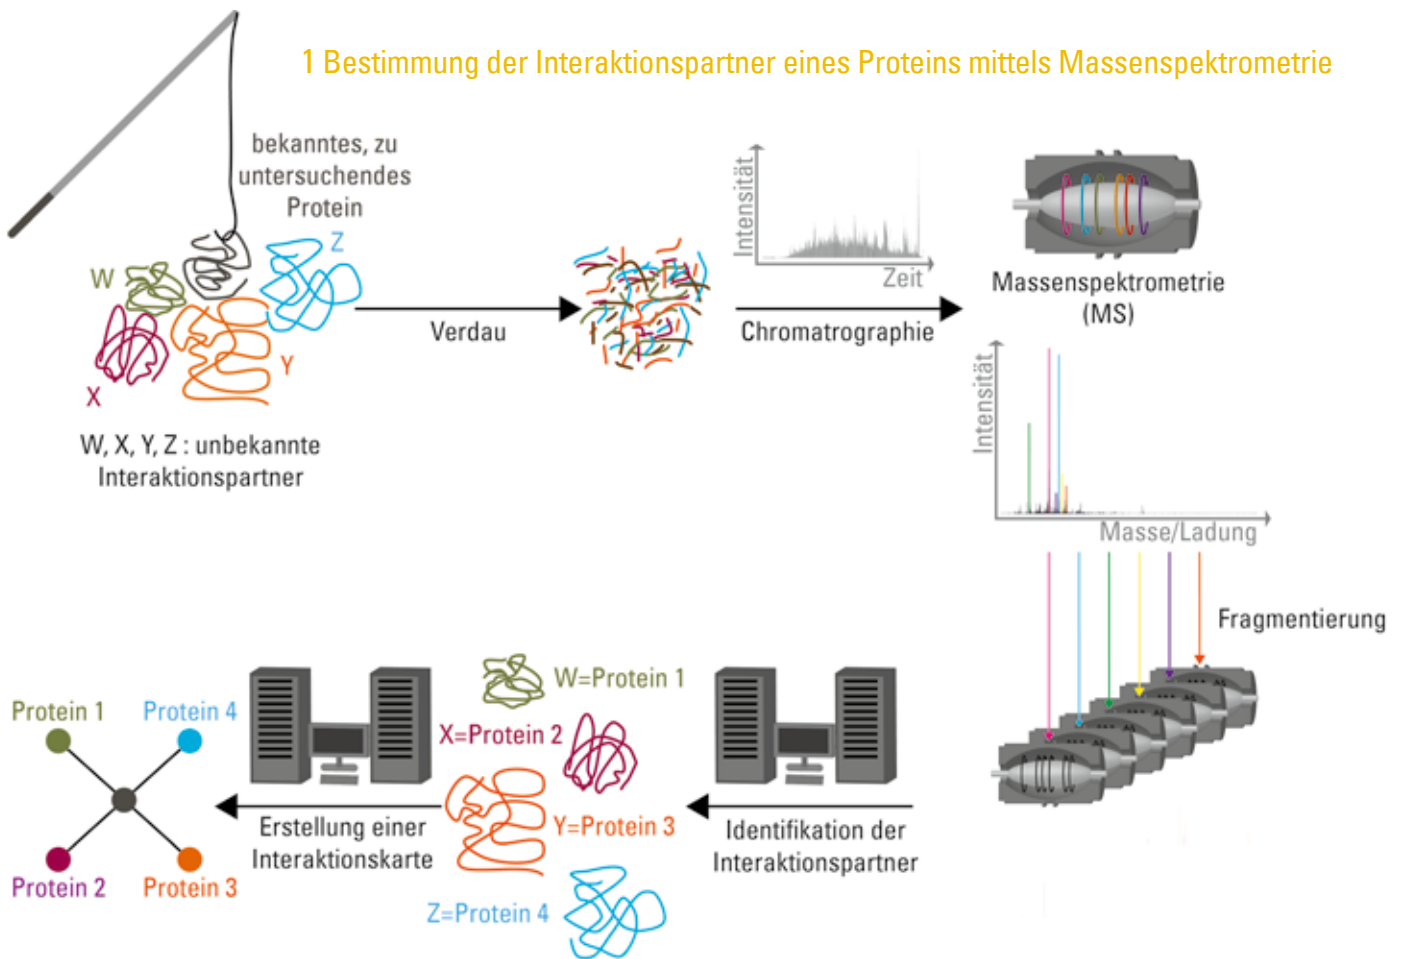 1 Bestimmung der Interaktionspartner eines Proteins mittels Massenspektrometrie
bekanntes, zu
untersuchendes
Protein
Z
W
Y
X
W, X, Y, Z : unbekannte
Interaktionspartner
Verdau
Intensität
Zeit
Chromatrographie
Massenspektrometrie
(MS)
Intensität
Masse/Ladung
Fragmentierung
Identifikation der
Interaktionspartner
W=Protein 1
X=Protein 2
Y=Protein 3
Z=Protein 4
Erstellung einer
Interaktionskarte
Protein 1
Protein 4
Protein 2
Protein 3